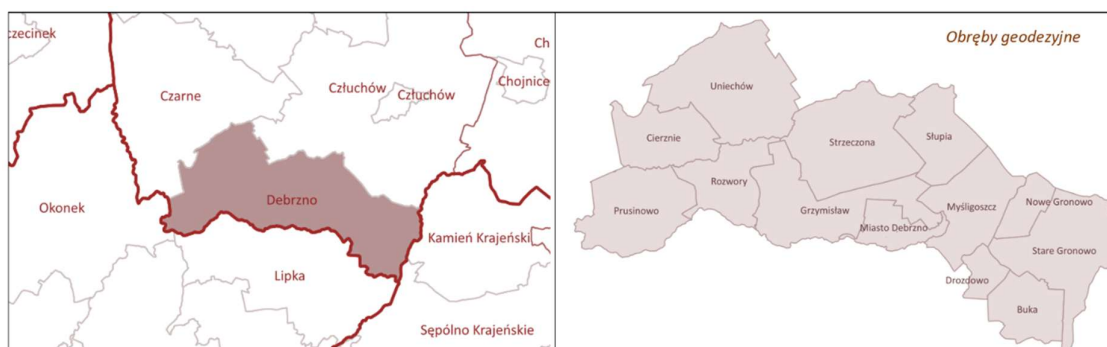 czecinek
Ch
Chojnice
Czarne
Człuchów
Człuchów
Okonek
Debrzno
Kamień Krajeński
Lipka
Sępólno Krajeńskie
Obręby geodezyjne
Uniechów
Cierznie
Strzeczona
Słupia
Rozwory
Prusinowo
Grzymisław
Miasto Debrzno
Myśligoszcz
Nowe Gronowo
Stare Gronowo
Drozdowo
Buka